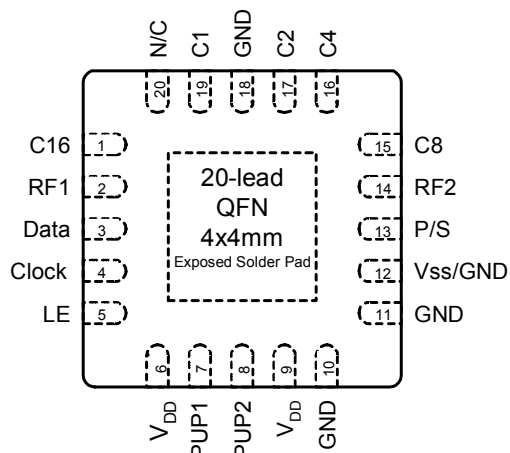 N/C
C1
GND
C2
C4
20
19
18
17
16
C16
1
RF1
2
Data
3
Clock
4
LE
5
20-lead
QFN
4x4mm
Exposed Solder Pad
15
C8
14
RF2
13
P/S
12
Vss/GND
11
GND
6
7
8
9
10
VDD
PUP1
PUP2
VDD
GND